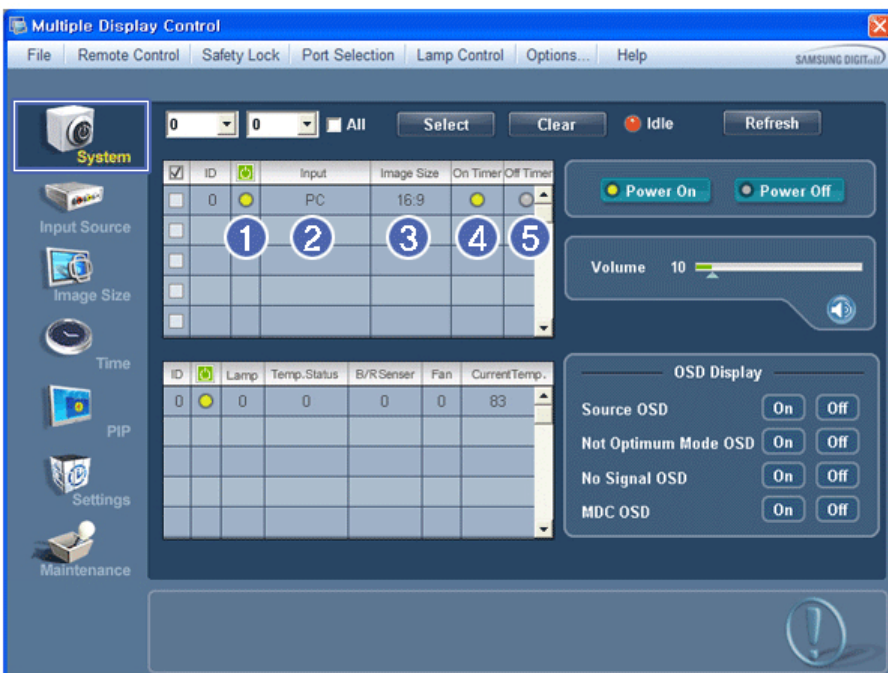 Multiple Display Control
File Remote Control Safety Lock Port Selection Lamp Control Options... Help
SAMSUNG DIGITall
System
Input Source
Image Size
Time
PIP
Settings
Maintenance
0 0 All Select Clear Idle Refresh
ID Input Image Size On Timer Off Timer
0 PC 16:9
1 2 3 4 5
Power On Power Off
Volume 10
ID Lamp Temp.Status B/RSenser Fan CurrentTemp.
0 0 0 0 0 83
OSD Display
Source OSD On Off
Not Optimum Mode OSD On Off
No Signal OSD On Off
MDC OSD On Off